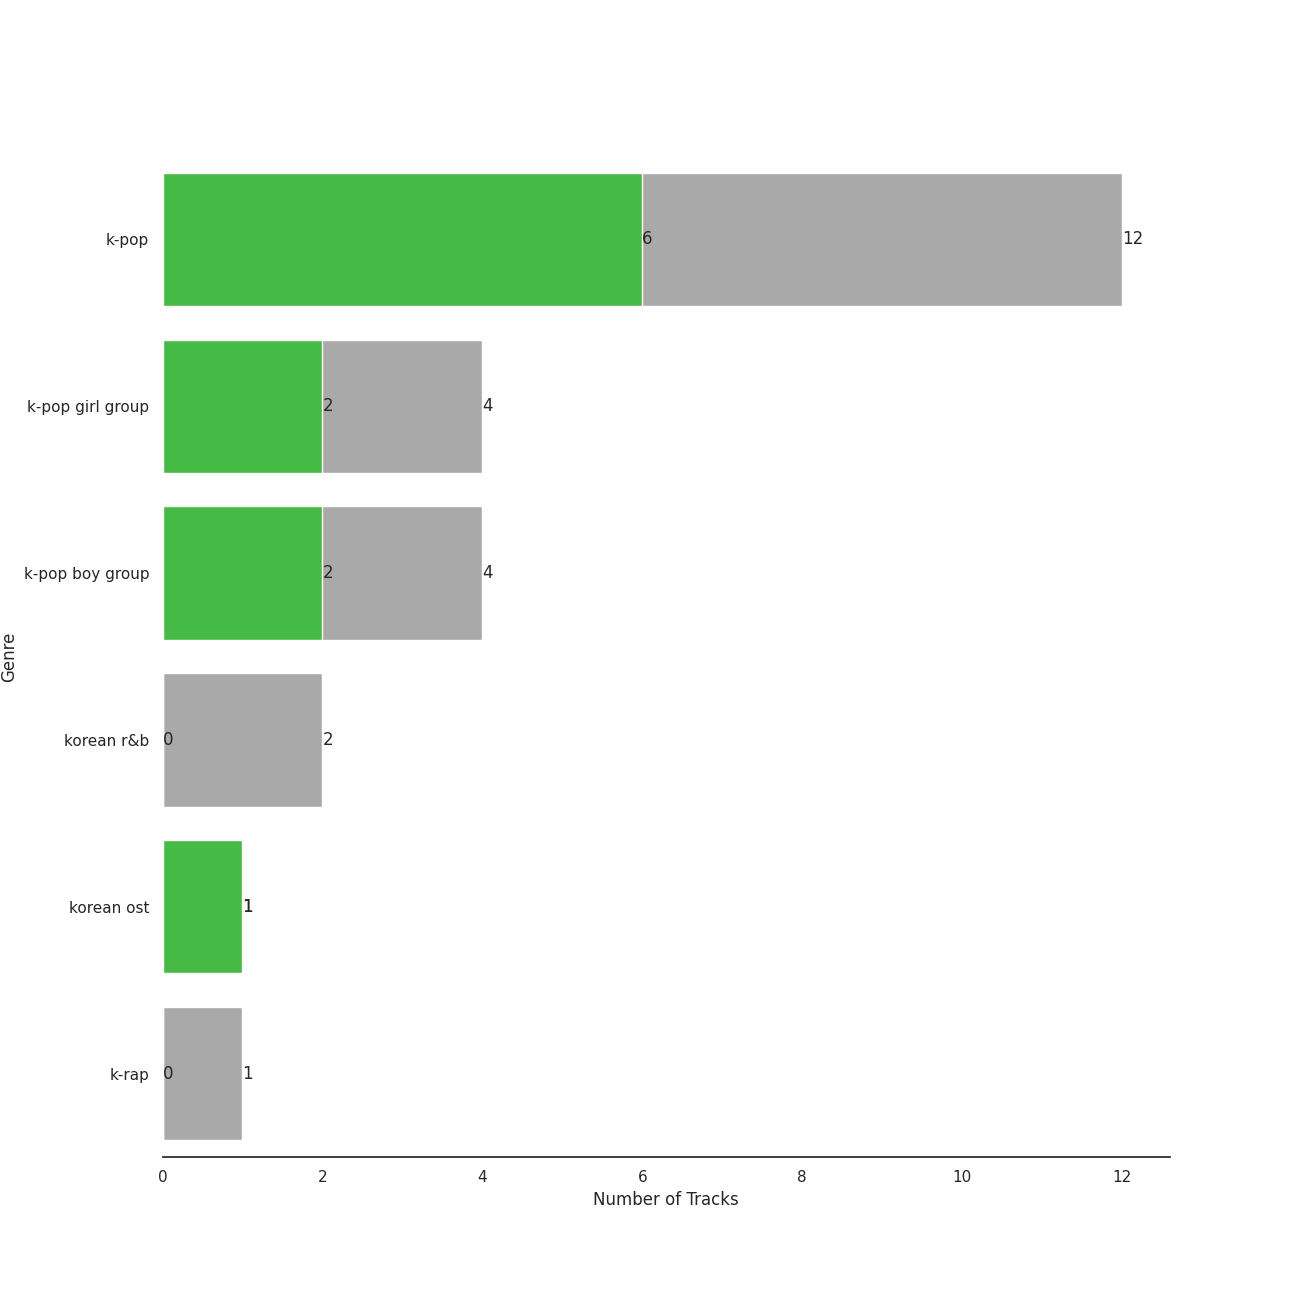 k-pop 6 12
k-pop girl group 2 4
k-pop boy group 2 4
Genre
korean r&b 0 2
korean ost 1
k-rap 0 1
0 2 4 6 8 10 12
Number of Tracks